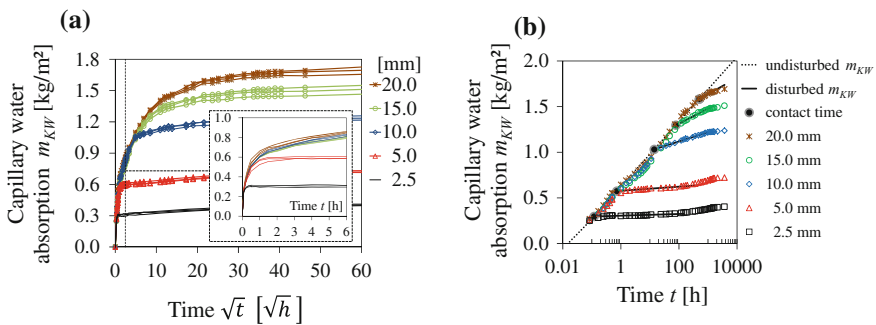 (a)
Capillary water
absorption m_KW [kg/m²]
1.8
1.5
1.2
0.9
0.6
0.3
0.0
0 10 20 30 40 50 60
Time √t [√h]
[mm]
20.0
15.0
10.0
5.0
2.5
1.0
0.8
0.6
0.4
0.2
0.0
Time t [h]
0 1 2 3 4 5 6
(b)
Capillary water
absorption m_KW [kg/m²]
2.0
1.5
1.0
0.5
0.0
0.01 1 100 10000
Time t [h]
undisturbed m_KW
disturbed m_KW
contact time
20.0 mm
15.0 mm
10.0 mm
5.0 mm
2.5 mm